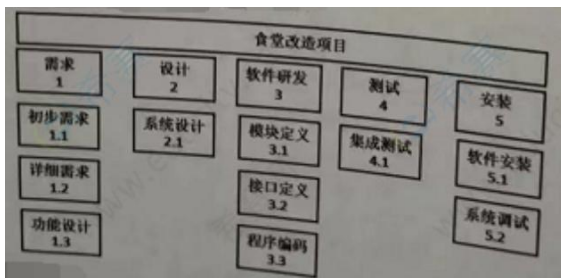 食堂改造项目
需求
1
设计
2
软件研发
3
测试
4
安装
5
初步需求
1.1
系统设计
2.1
模块定义
3.1
集成测试
4.1
软件安装
5.1
详细需求
1.2
接口定义
3.2
系统调试
5.2
功能设计
1.3
程序编码
3.3